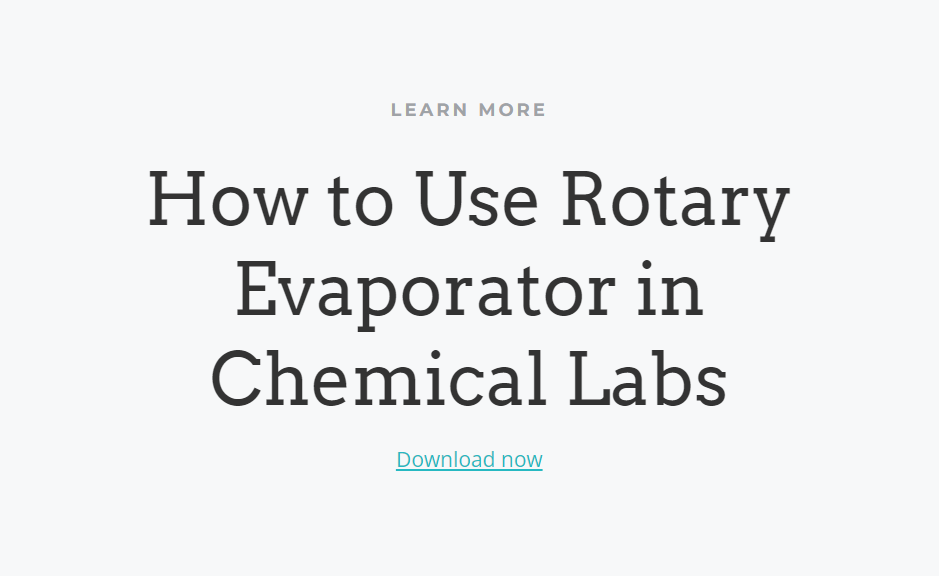 LEARN MORE
How to Use Rotary
Evaporator in
Chemical Labs
Download now